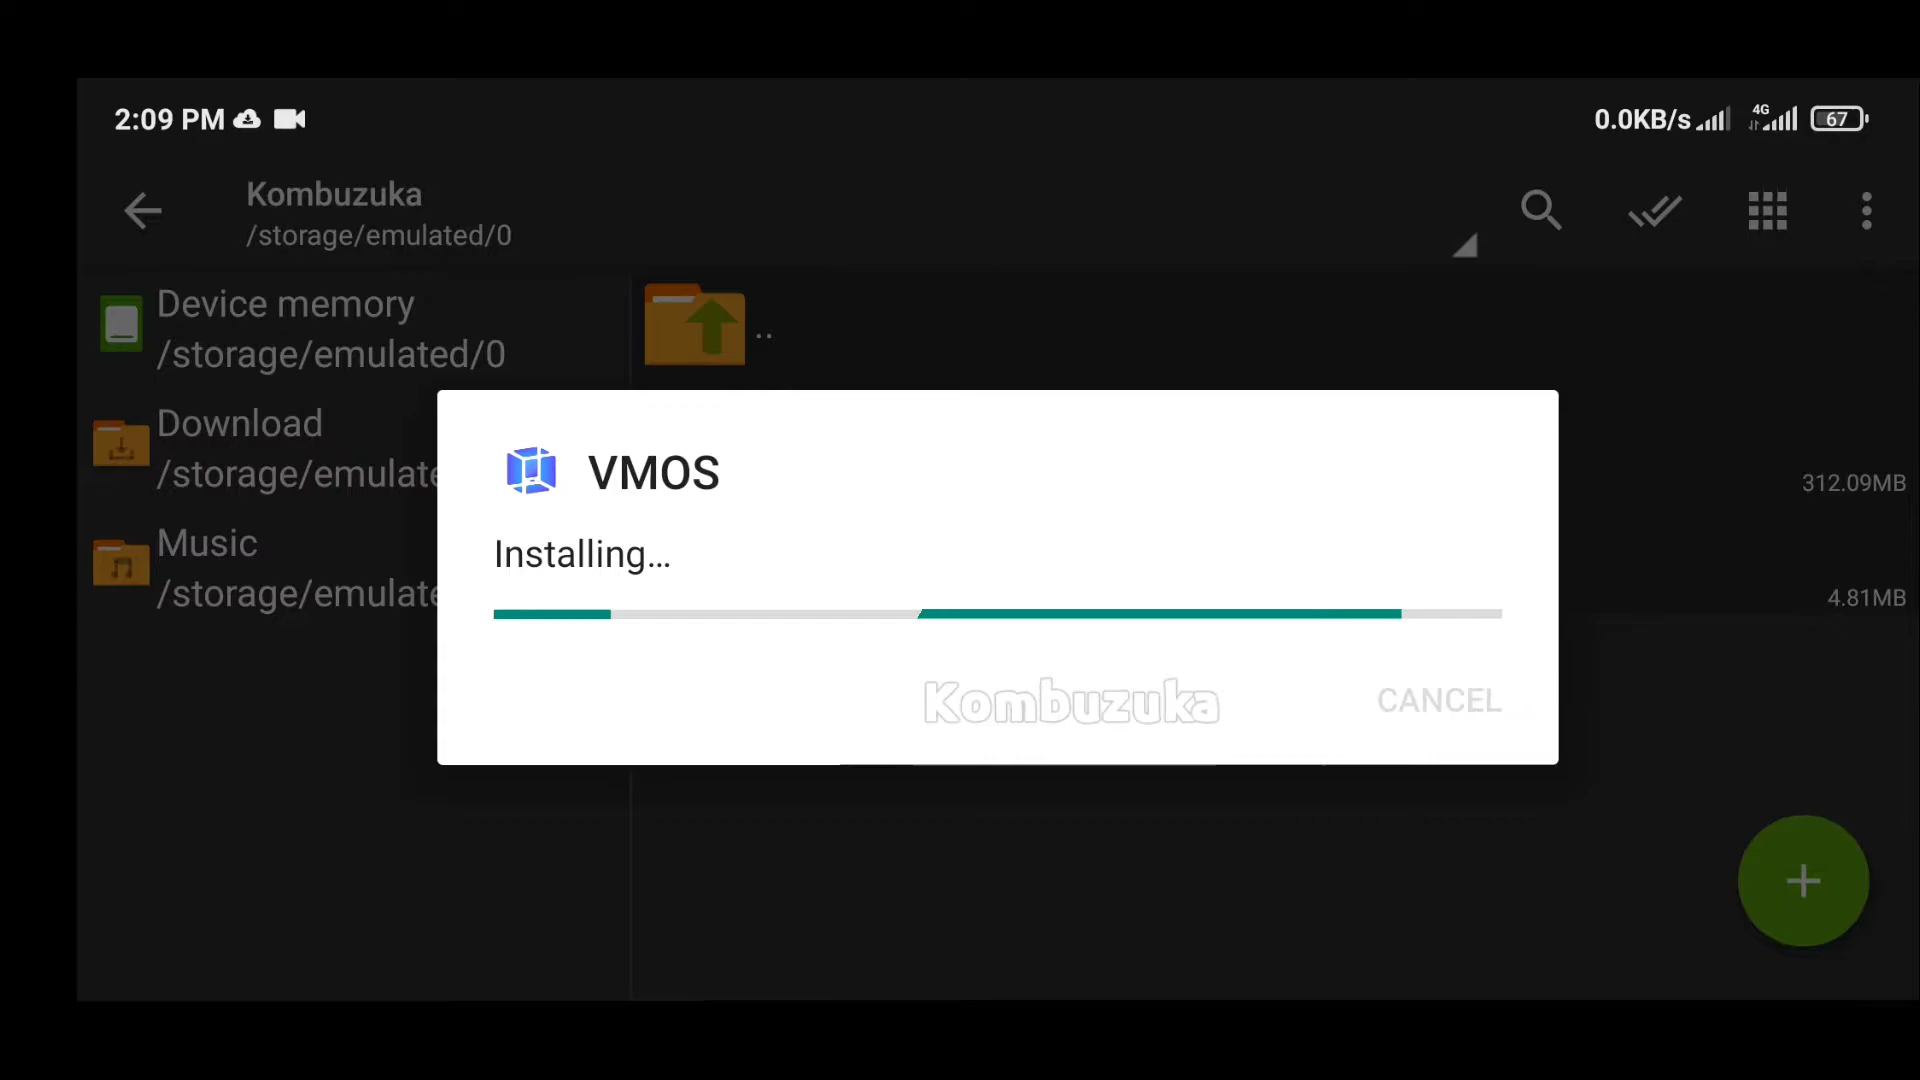 2:09 PM
0.0KB/s 4G 67
Kombuzuka
/storage/emulated/0
Device memory
/storage/emulated/0
..
Download
/storage/emulate
312.09MB
Music
/storage/emulate
4.81MB
VMOS
Installing...
Kombuzuka
CANCEL